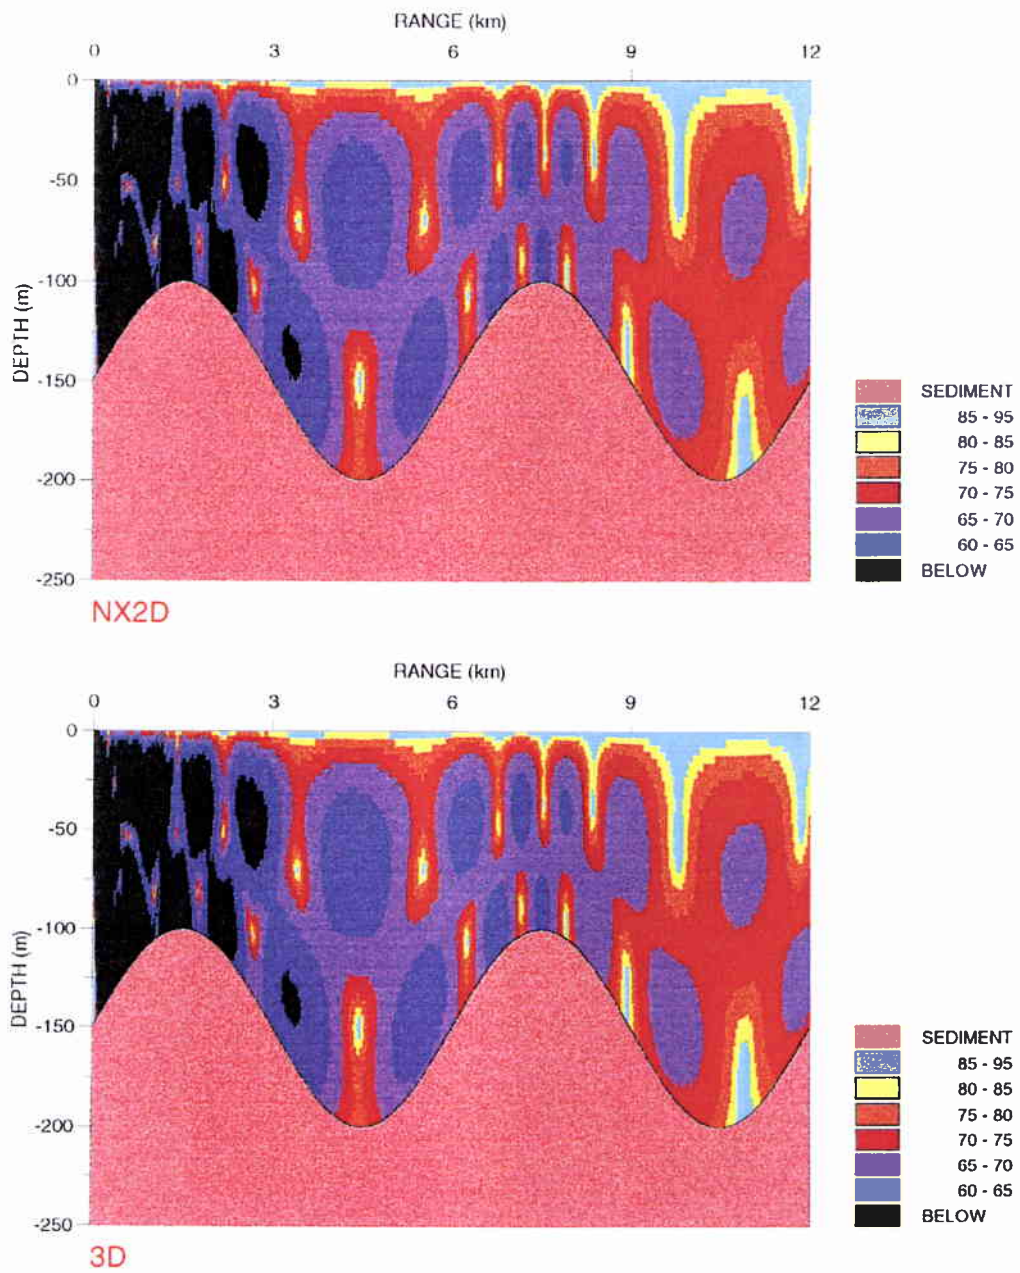 RANGE (km)
0 3 6 9 12
0
-50
-100
-150
-200
-250
DEPTH (m)
SEDIMENT
85 - 95
80 - 85
75 - 80
70 - 75
65 - 70
60 - 65
BELOW
NX2D
RANGE (km)
0 3 6 9 12
0
-50
-100
-150
-200
-250
DEPTH (m)
SEDIMENT
85 - 95
80 - 85
75 - 80
70 - 75
65 - 70
60 - 65
BELOW
3D